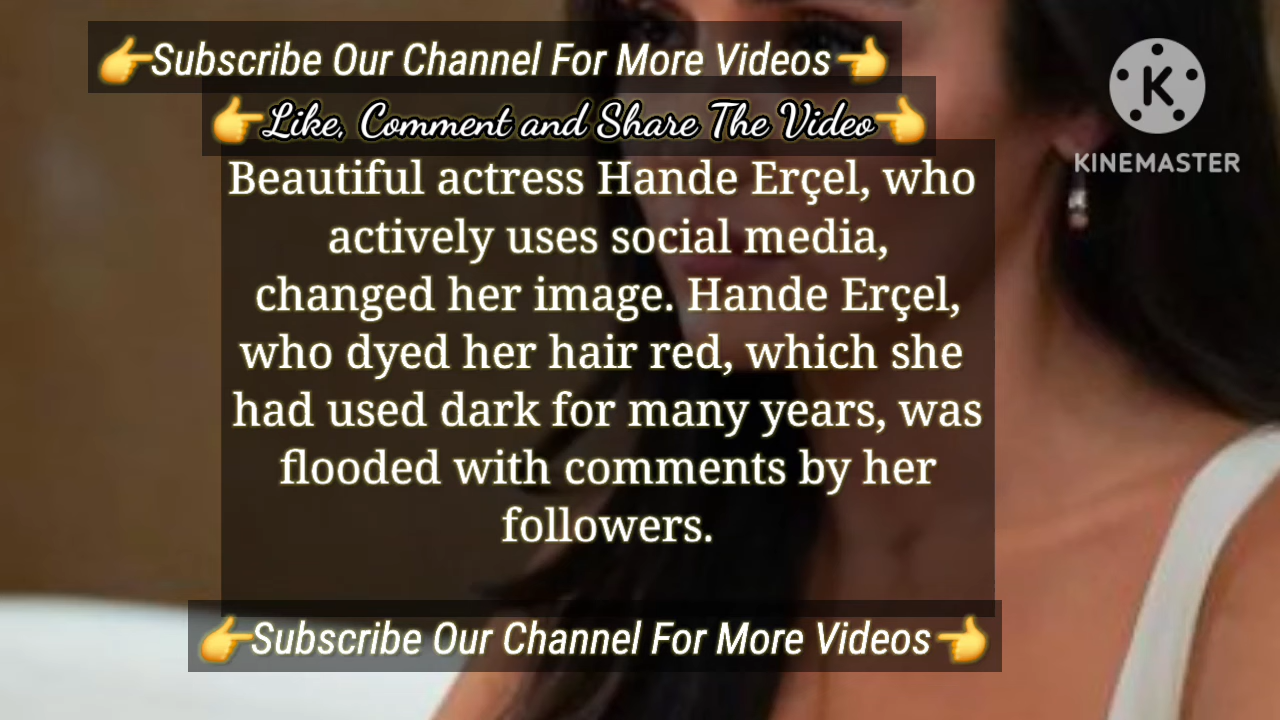 👉Subscribe Our Channel For More Videos👈
👉Like, Comment and Share The Video👈
KINEMASTER
Beautiful actress Hande Erçel, who
actively uses social media,
changed her image. Hande Erçel,
who dyed her hair red, which she
had used dark for many years, was
flooded with comments by her
followers.
👉Subscribe Our Channel For More Videos👈